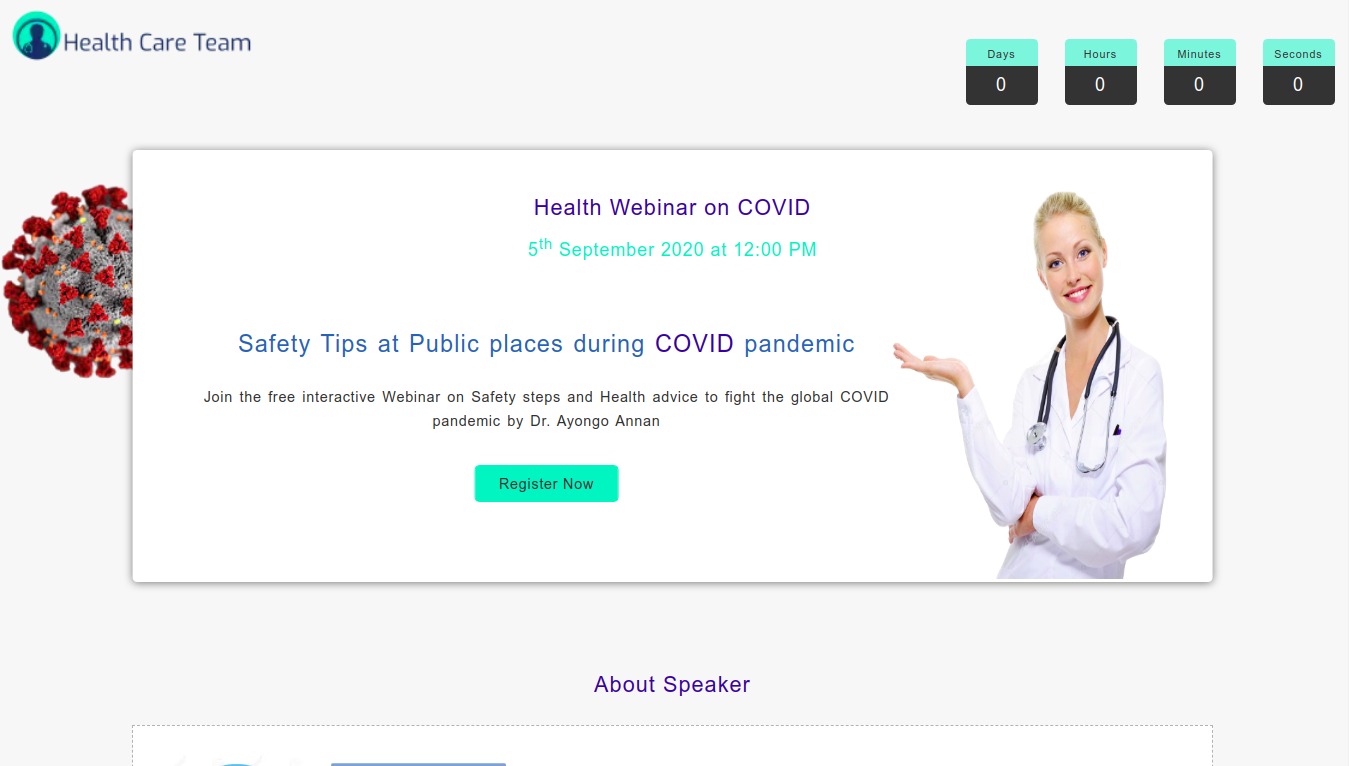 Health Care Team
Days Hours Minutes Seconds
0 0 0 0
Health Webinar on COVID
5th September 2020 at 12:00 PM
Safety Tips at Public places during COVID pandemic
Join the free interactive Webinar on Safety steps and Health advice to fight the global COVID
pandemic by Dr. Ayongo Annan
Register Now
About Speaker